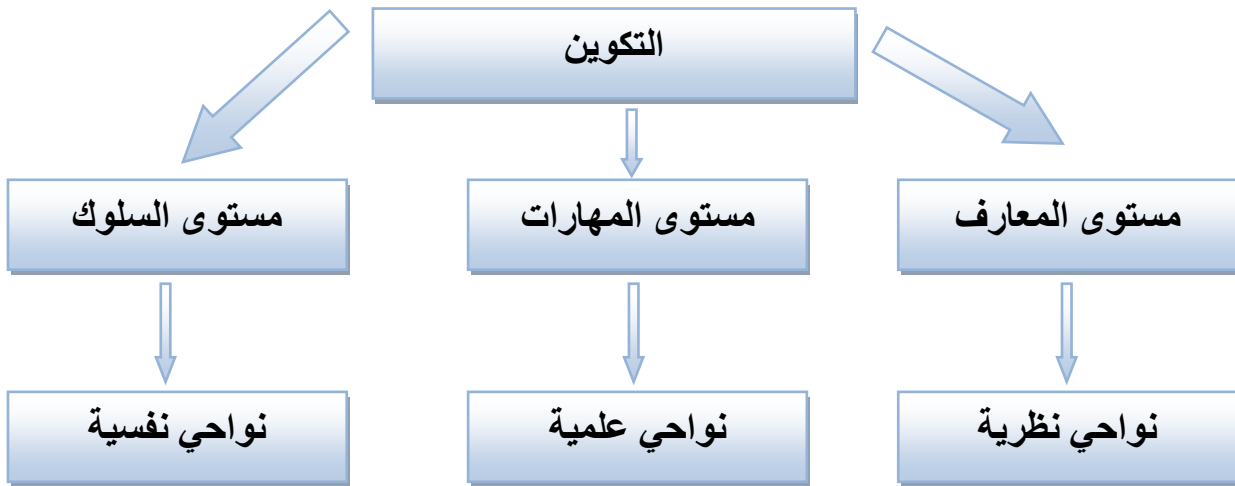 التكوين
مستوى المعارف
مستوى المهارات
مستوى السلوك
نواحي نظرية
نواحي علمية
نواحي نفسية